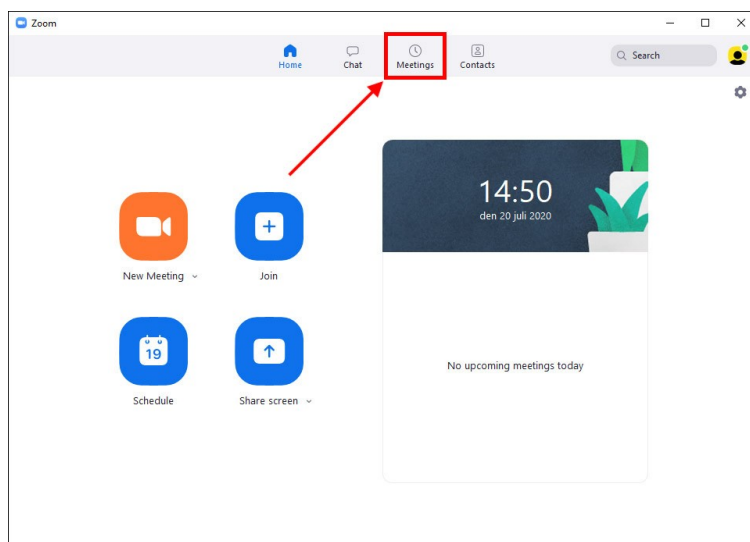 Zoom
Home
Chat
Meetings
Contacts
Search
14:50
den 20 juli 2020
New Meeting
Join
19
Schedule
Share screen
No upcoming meetings today